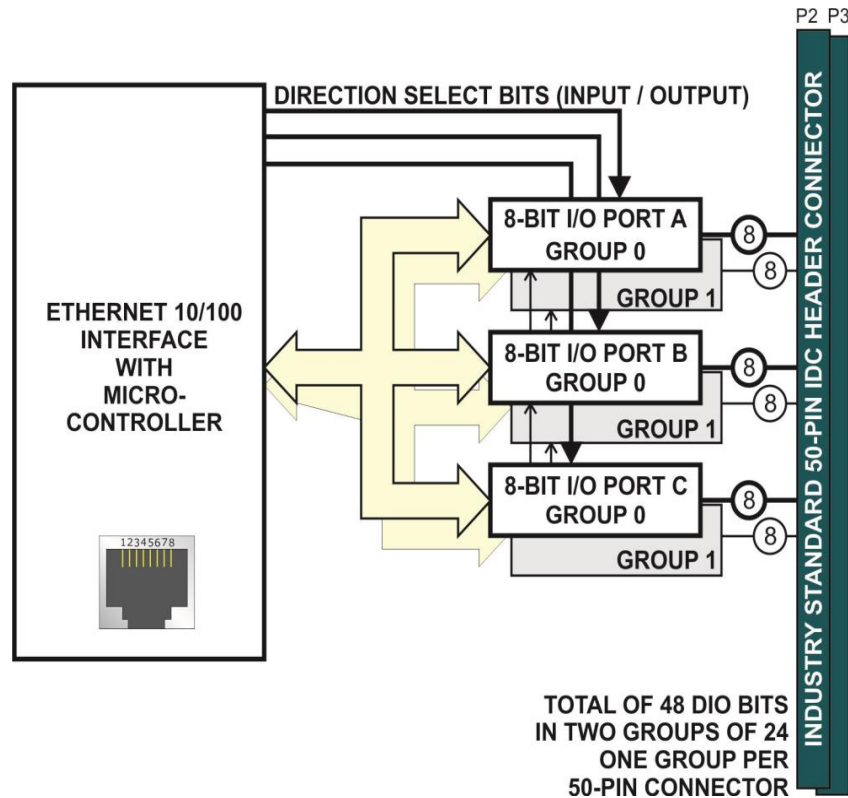 P2 P3
DIRECTION SELECT BITS (INPUT / OUTPUT)
8-BIT I/O PORT A
GROUP 0
8
8
GROUP 1
ETHERNET 10/100
INTERFACE
WITH
MICRO-
CONTROLLER
8-BIT I/O PORT B
GROUP 0
8
8
GROUP 1
8-BIT I/O PORT C
GROUP 0
8
8
GROUP 1
12345678
INDUSTRY STANDARD 50-PIN IDC HEADER CONNECTOR
TOTAL OF 48 DIO BITS
IN TWO GROUPS OF 24
ONE GROUP PER
50-PIN CONNECTOR